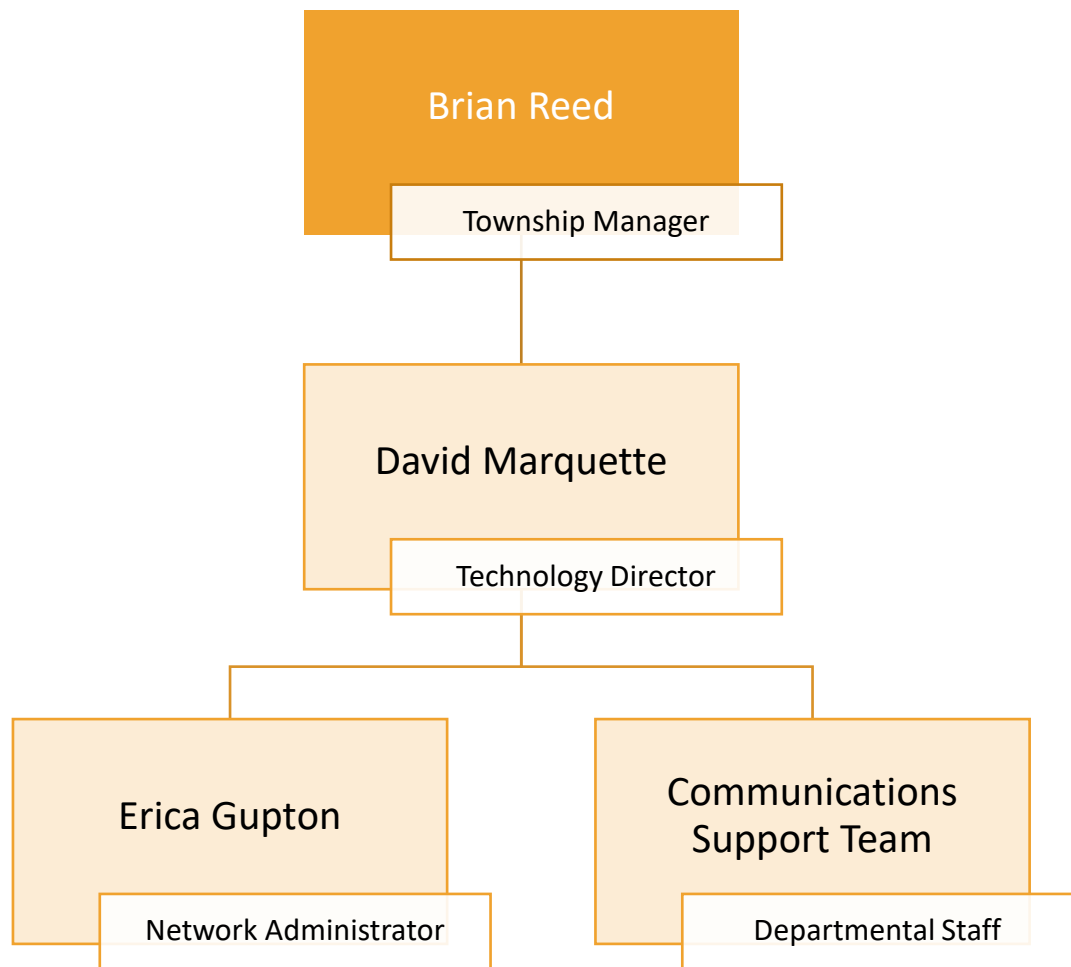 Brian Reed
Township Manager
David Marquette
Technology Director
Erica Gupton
Network Administrator
Communications
Support Team
Departmental Staff